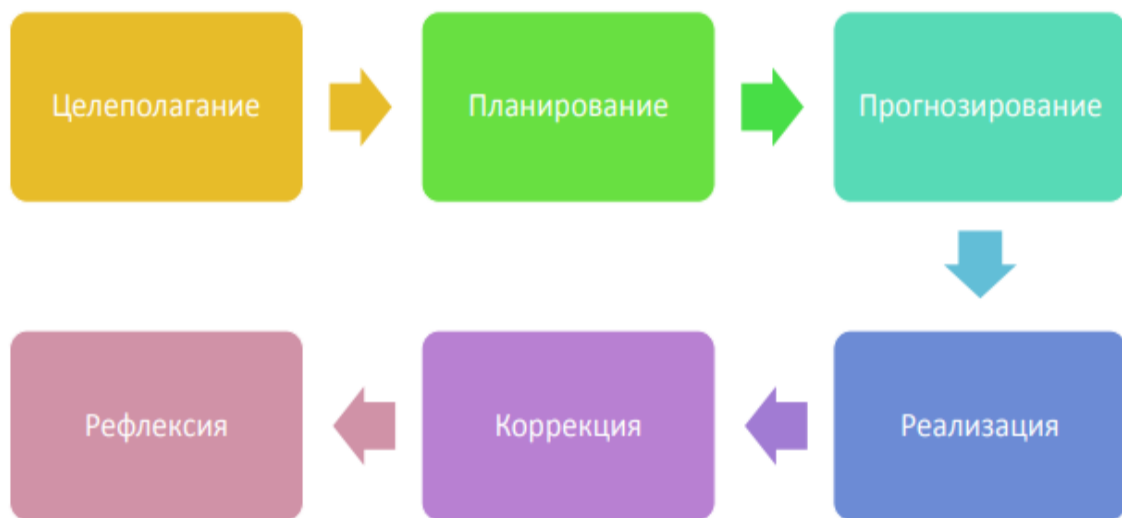 Целеполагание
Планирование
Прогнозирование
Реализация
Коррекция
Рефлексия